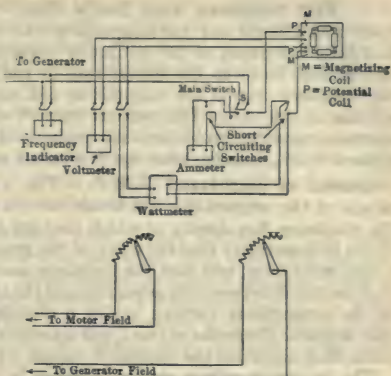 M
P
To Generator
P
M
M = Magnetizing
Coil
P = Potential
Coil
Main Switch
S
Short
Circuiting
Switches
Frequency
Indicator
Voltmeter
Ammeter
Wattmeter
To Motor Field
To Generator Field